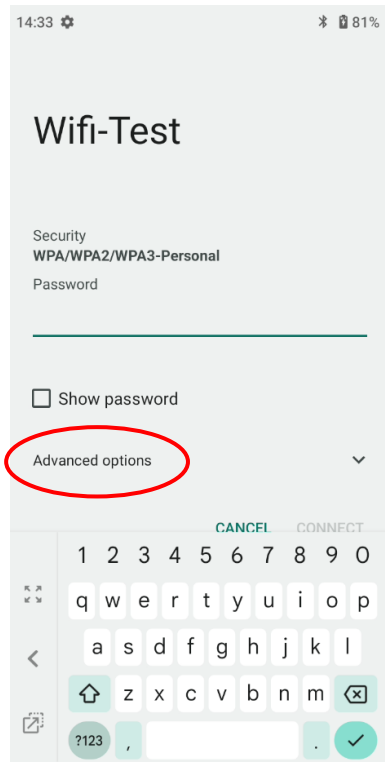 14:33 81%
Wifi-Test
Security
WPA/WPA2/WPA3-Personal
Password
Show password
Advanced options
CANCEL CONNECT
1 2 3 4 5 6 7 8 9 0
q w e r t y u i o p
a s d f g h j k l
z x c v b n m
?123 , .